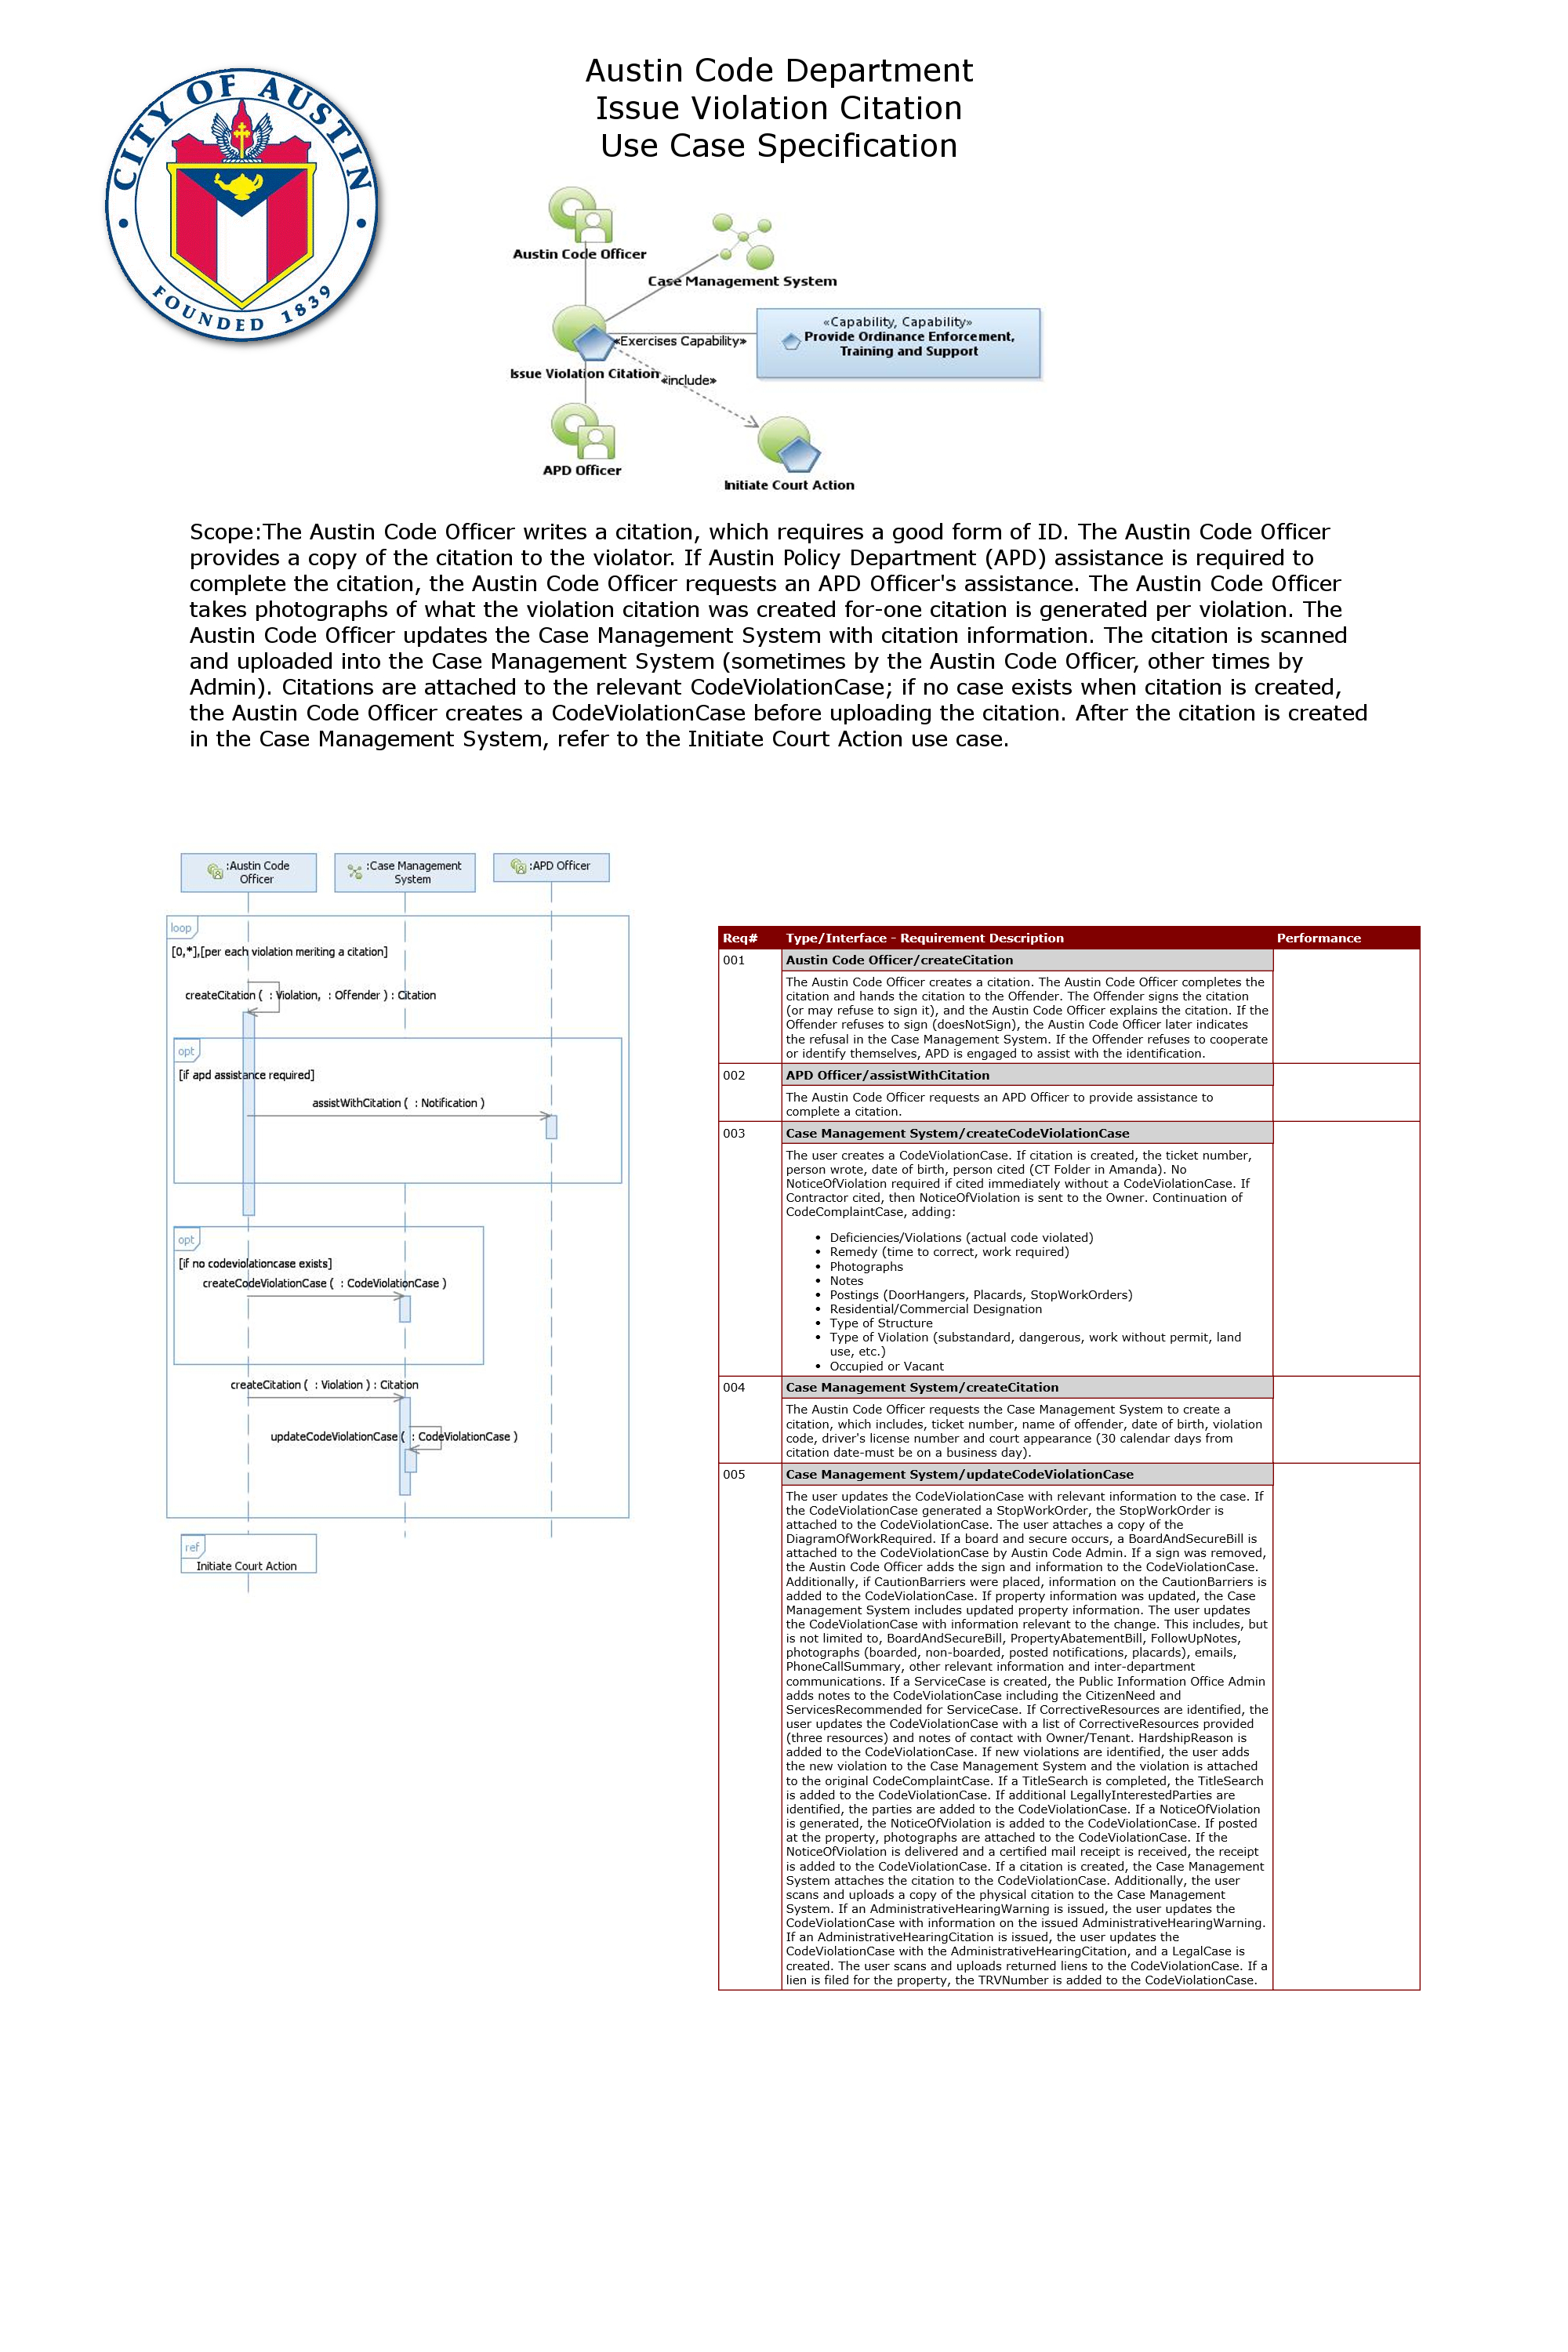 Austin Code Department
Issue Violation Citation
Use Case Specification
CITY OF AUSTIN
FOUNDED 1839
Austin Code Officer
Case Management System
«Exercises Capability»
«Capability, Capability»
Provide Ordinance Enforcement,
Training and Support
Issue Violation Citation
«include»
APD Officer
Initiate Court Action
Scope:The Austin Code Officer writes a citation, which requires a good form of ID. The Austin Code Officer
provides a copy of the citation to the violator. If Austin Policy Department (APD) assistance is required to
complete the citation, the Austin Code Officer requests an APD Officer's assistance. The Austin Code Officer
takes photographs of what the violation citation was created for-one citation is generated per violation. The
Austin Code Officer updates the Case Management System with citation information. The citation is scanned
and uploaded into the Case Management System (sometimes by the Austin Code Officer, other times by
Admin). Citations are attached to the relevant CodeViolationCase; if no case exists when citation is created,
the Austin Code Officer creates a CodeViolationCase before uploading the citation. After the citation is created
in the Case Management System, refer to the Initiate Court Action use case.
:Austin Code
Officer
:Case Management
System
:APD Officer
loop
[0,*],[per each violation meriting a citation]
createCitation ( : Violation, : Offender ) : Citation
opt
[if apd assistance required]
assistWithCitation ( : Notification )
opt
[if no codeviolationcase exists]
createCodeViolationCase ( : CodeViolationCase )
createCitation ( : Violation ) : Citation
updateCodeViolationCase ( : CodeViolationCase )
ref
Initiate Court Action
Req# Type/Interface - Requirement Description Performance
001 Austin Code Officer/createCitation
The Austin Code Officer creates a citation. The Austin Code Officer completes the
citation and hands the citation to the Offender. The Offender signs the citation
(or may refuse to sign it), and the Austin Code Officer explains the citation. If the
Offender refuses to sign (doesNotSign), the Austin Code Officer later indicates
the refusal in the Case Management System. If the Offender refuses to cooperate
or identify themselves, APD is engaged to assist with the identification.
002 APD Officer/assistWithCitation
The Austin Code Officer requests an APD Officer to provide assistance to
complete a citation.
003 Case Management System/createCodeViolationCase
The user creates a CodeViolationCase. If citation is created, the ticket number,
person wrote, date of birth, person cited (CT Folder in Amanda). No
NoticeOfViolation required if cited immediately without a CodeViolationCase. If
Contractor cited, then NoticeOfViolation is sent to the Owner. Continuation of
CodeComplaintCase, adding:
• Deficiencies/Violations (actual code violated)
• Remedy (time to correct, work required)
• Photographs
• Notes
• Postings (DoorHangers, Placards, StopWorkOrders)
• Residential/Commercial Designation
• Type of Structure
• Type of Violation (substandard, dangerous, work without permit, land
use, etc.)
• Occupied or Vacant
004 Case Management System/createCitation
The Austin Code Officer requests the Case Management System to create a
citation, which includes, ticket number, name of offender, date of birth, violation
code, driver's license number and court appearance (30 calendar days from
citation date-must be on a business day).
005 Case Management System/updateCodeViolationCase
The user updates the CodeViolationCase with relevant information to the case. If
the CodeViolationCase generated a StopWorkOrder, the StopWorkOrder is
attached to the CodeViolationCase. The user attaches a copy of the
DiagramOfWorkRequired. If a board and secure occurs, a BoardAndSecureBill is
attached to the CodeViolationCase by Austin Code Admin. If a sign was removed,
the Austin Code Officer adds the sign and information to the CodeViolationCase.
Additionally, if CautionBarriers were placed, information on the CautionBarriers is
added to the CodeViolationCase. If property information was updated, the Case
Management System includes updated property information. The user updates
the CodeViolationCase with information relevant to the change. This includes, but
is not limited to, BoardAndSecureBill, PropertyAbatementBill, FollowUpNotes,
photographs (boarded, non-boarded, posted notifications, placards), emails,
PhoneCallSummary, other relevant information and inter-department
communications. If a ServiceCase is created, the Public Information Office Admin
adds notes to the CodeViolationCase including the CitizenNeed and
ServicesRecommended for ServiceCase. If CorrectiveResources are identified, the
user updates the CodeViolationCase with a list of CorrectiveResources provided
(three resources) and notes of contact with Owner/Tenant. HardshipReason is
added to the CodeViolationCase. If new violations are identified, the user adds
the new violation to the Case Management System and the violation is attached
to the original CodeComplaintCase. If a TitleSearch is completed, the TitleSearch
is added to the CodeViolationCase. If additional LegallyInterestedParties are
identified, the parties are added to the CodeViolationCase. If a NoticeOfViolation
is generated, the NoticeOfViolation is added to the CodeViolationCase. If posted
at the property, photographs are attached to the CodeViolationCase. If the
NoticeOfViolation is delivered and a certified mail receipt is received, the receipt
is added to the CodeViolationCase. If a citation is created, the Case Management
System attaches the citation to the CodeViolationCase. Additionally, the user
scans and uploads a copy of the physical citation to the Case Management
System. If an AdministrativeHearingWarning is issued, the user updates the
CodeViolationCase with information on the issued AdministrativeHearingWarning.
If an AdministrativeHearingCitation is issued, the user updates the
CodeViolationCase with the AdministrativeHearingCitation, and a LegalCase is
created. The user scans and uploads returned liens to the CodeViolationCase. If a
lien is filed for the property, the TRVNumber is added to the CodeViolationCase.